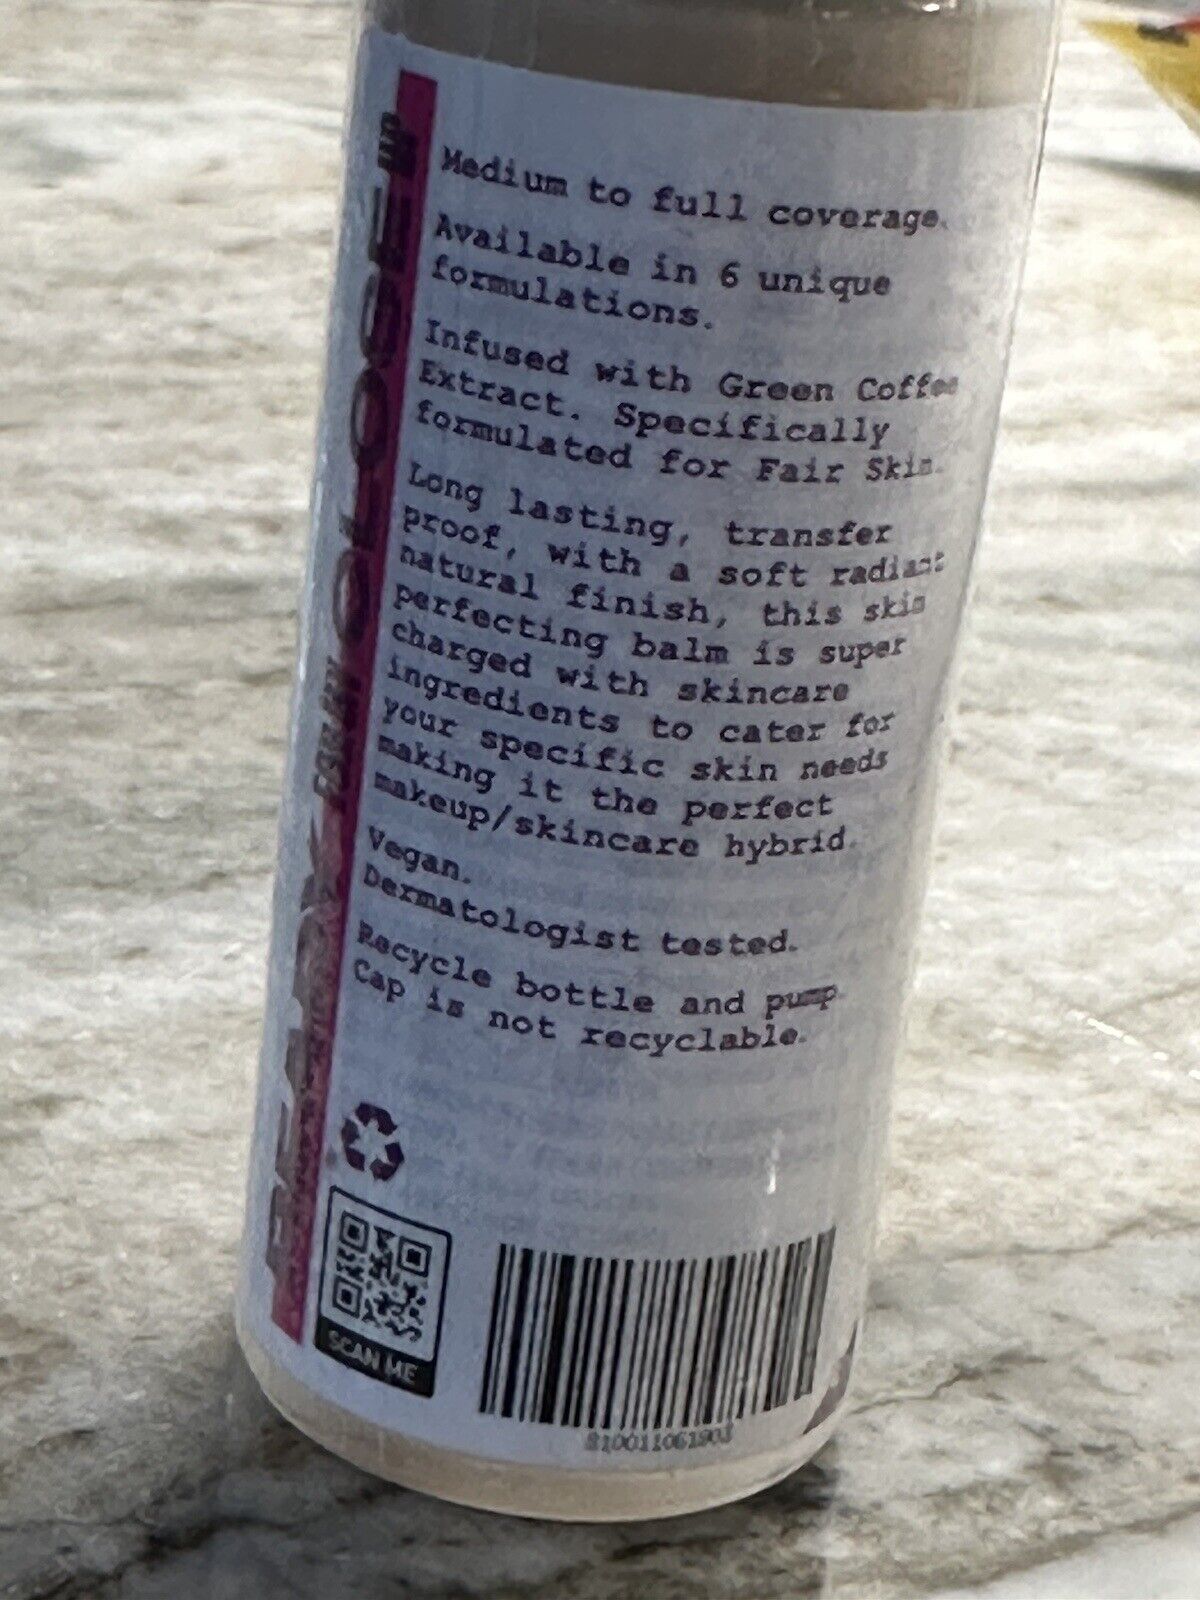 Medium to full coverage.
Available in 6 unique
formulations.
Infused with Green Coffee
Extract. Specifically
formulated for Fair Skin.
Long lasting, transfer
proof, with a soft radiant
natural finish, this skin
perfecting balm is super
charged with skincare
ingredients to cater for
your specific skin needs
making it the perfect
makeup/skincare hybrid.
Vegan.
Dermatologist tested.
Recycle bottle and pump.
Cap is not recyclable.
SCAN ME